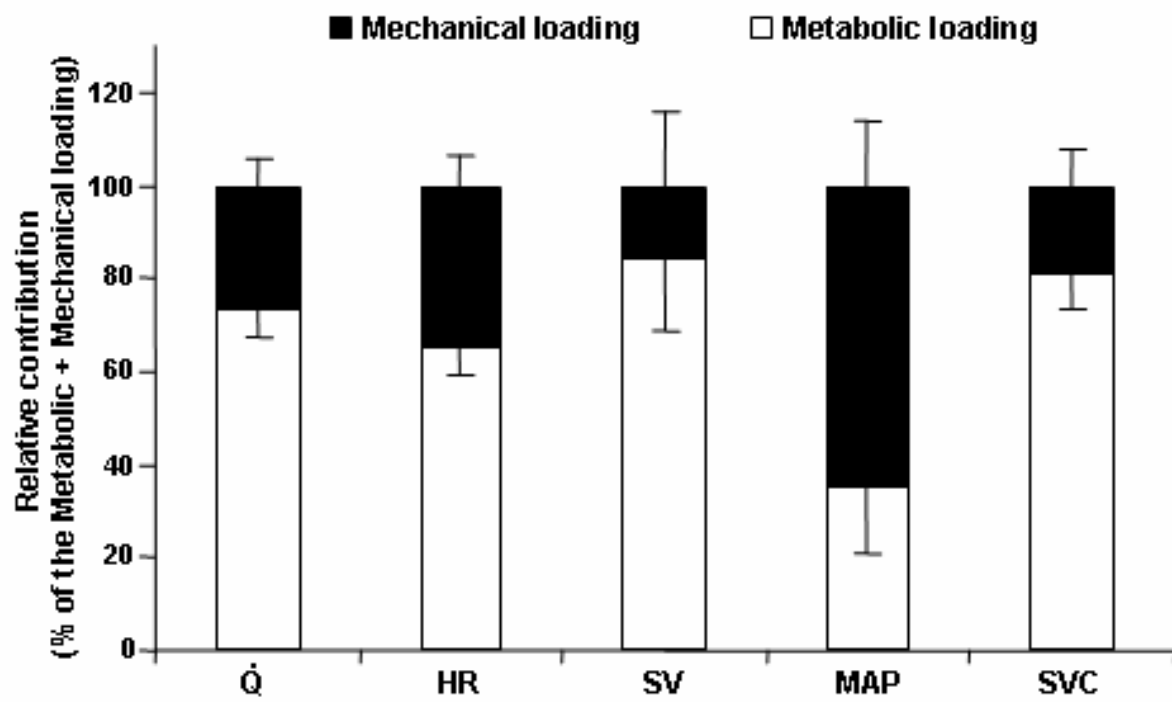 Mechanical loading
Metabolic loading
Relative contribution
(% of the Metabolic + Mechanical loading)
120
100
80
60
40
20
0
Q̇
HR
SV
MAP
SVC